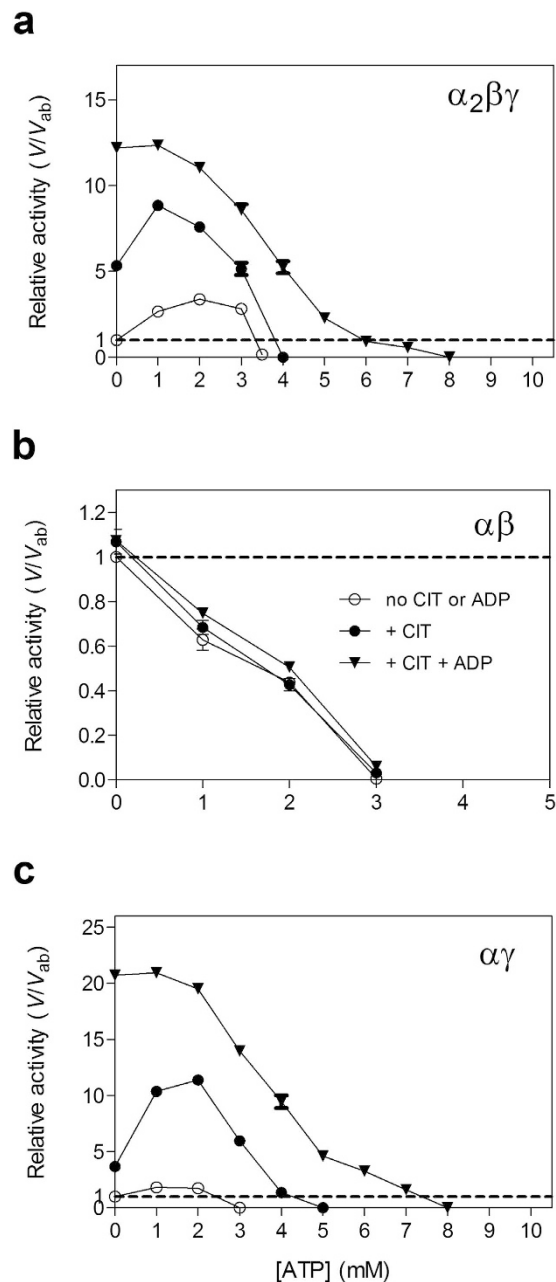 a
α2βγ
Relative activity (V/Vab)
15
10
5
1
0
0 1 2 3 4 5 6 7 8 9 10
b
αβ
Relative activity (V/Vab)
1.2
1
0.8
0.6
0.4
0.2
0.0
no CIT or ADP
+ CIT
+ CIT + ADP
0 1 2 3 4 5
c
αγ
Relative activity (V/Vab)
25
20
15
10
5
1
0
0 1 2 3 4 5 6 7 8 9 10
[ATP] (mM)